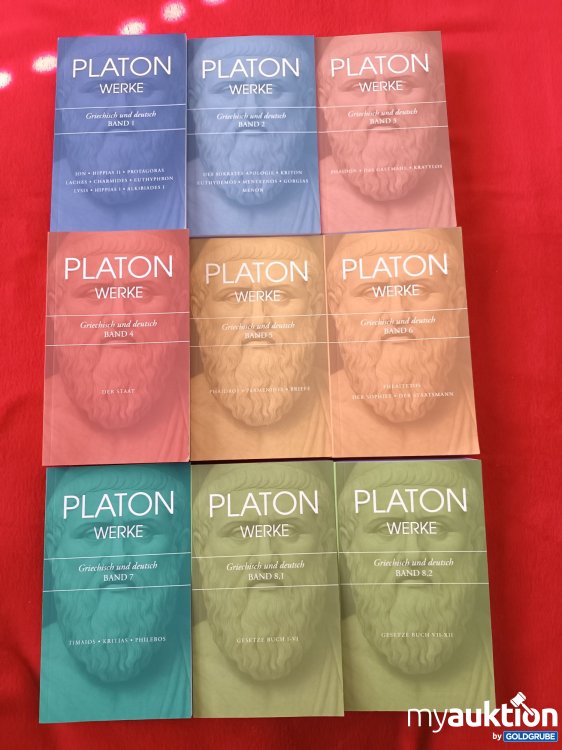 PLATON
WERKE
Griechisch und deutsch
BAND 1
ION • HIPPIAS II • PROTAGORAS
LACHES • CHARMIDES • EUTHYPHRON
LYSIS • HIPPIAS I • ALKIBIADES I
PLATON
WERKE
Griechisch und deutsch
BAND 2
DES SOKRATES APOLOGIE • KRITON
EUTHYDEMOS • MENEXENOS • GORGIAS
MENON
PLATON
WERKE
Griechisch und deutsch
BAND 3
PHAIDON • DAS GASTMAHL • KRATYLOS
PLATON
WERKE
Griechisch und deutsch
BAND 4
DER STAAT
PLATON
WERKE
Griechisch und deutsch
BAND 5
PHAIDROS • PARMENIDES • BRIEFE
PLATON
WERKE
Griechisch und deutsch
BAND 6
THEAITETOS
DER SOPHIST • DER STAATSMANN
PLATON
WERKE
Griechisch und deutsch
BAND 7
TIMAIOS • KRITIAS • PHILEBOS
PLATON
WERKE
Griechisch und deutsch
BAND 8,1
GESETZE BUCH I-VI
PLATON
WERKE
Griechisch und deutsch
BAND 8,2
GESETZE BUCH VII-XII
myauktion
by GOLDGRUBE